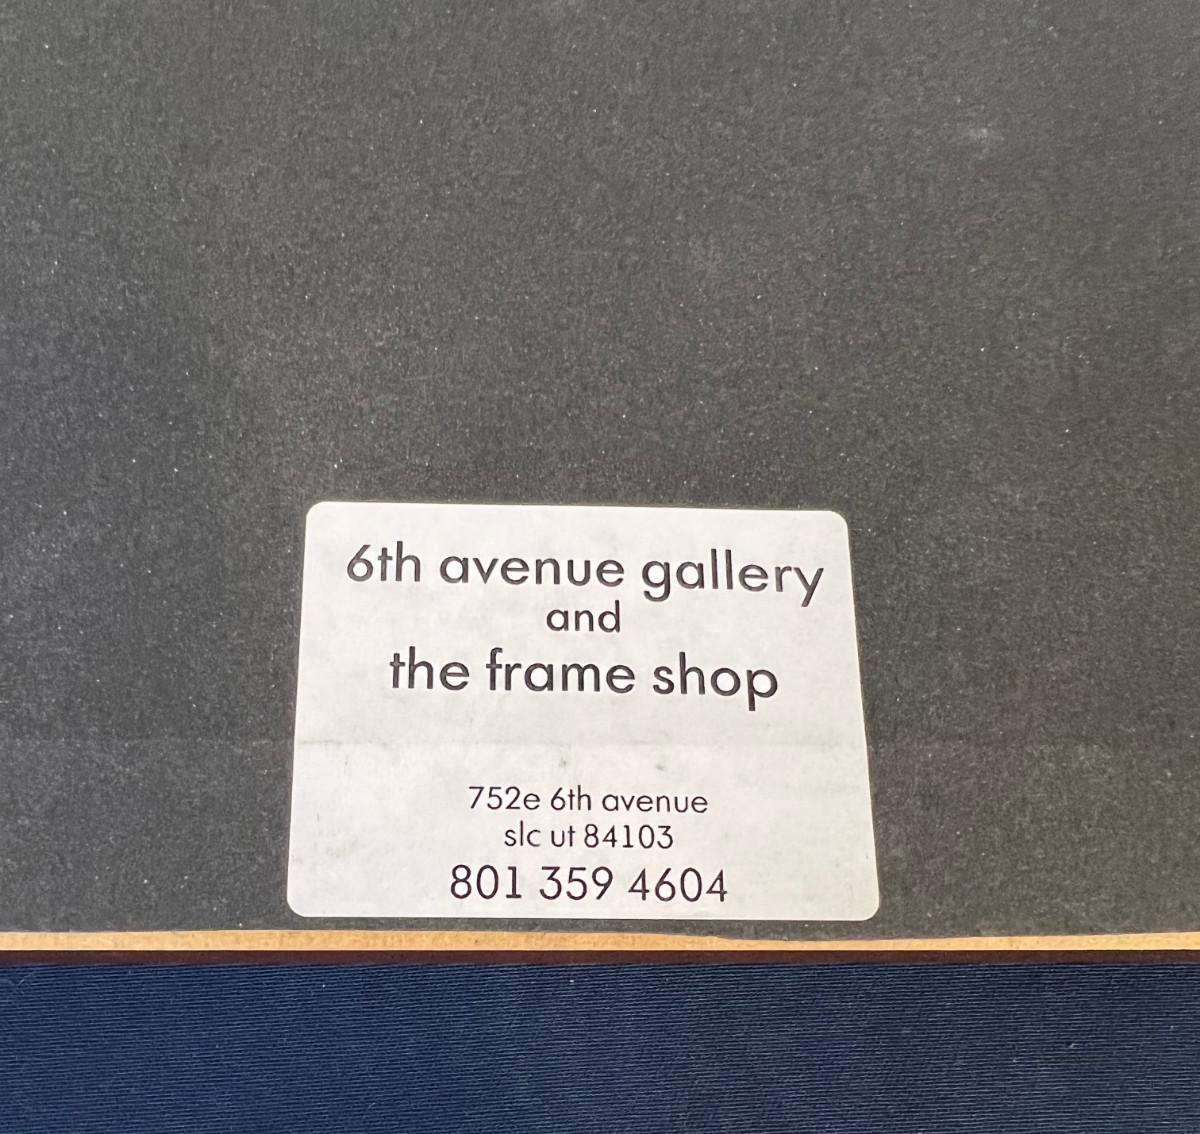 6th avenue gallery
and
the frame shop
752e 6th avenue
slc ut 84103
801 359 4604